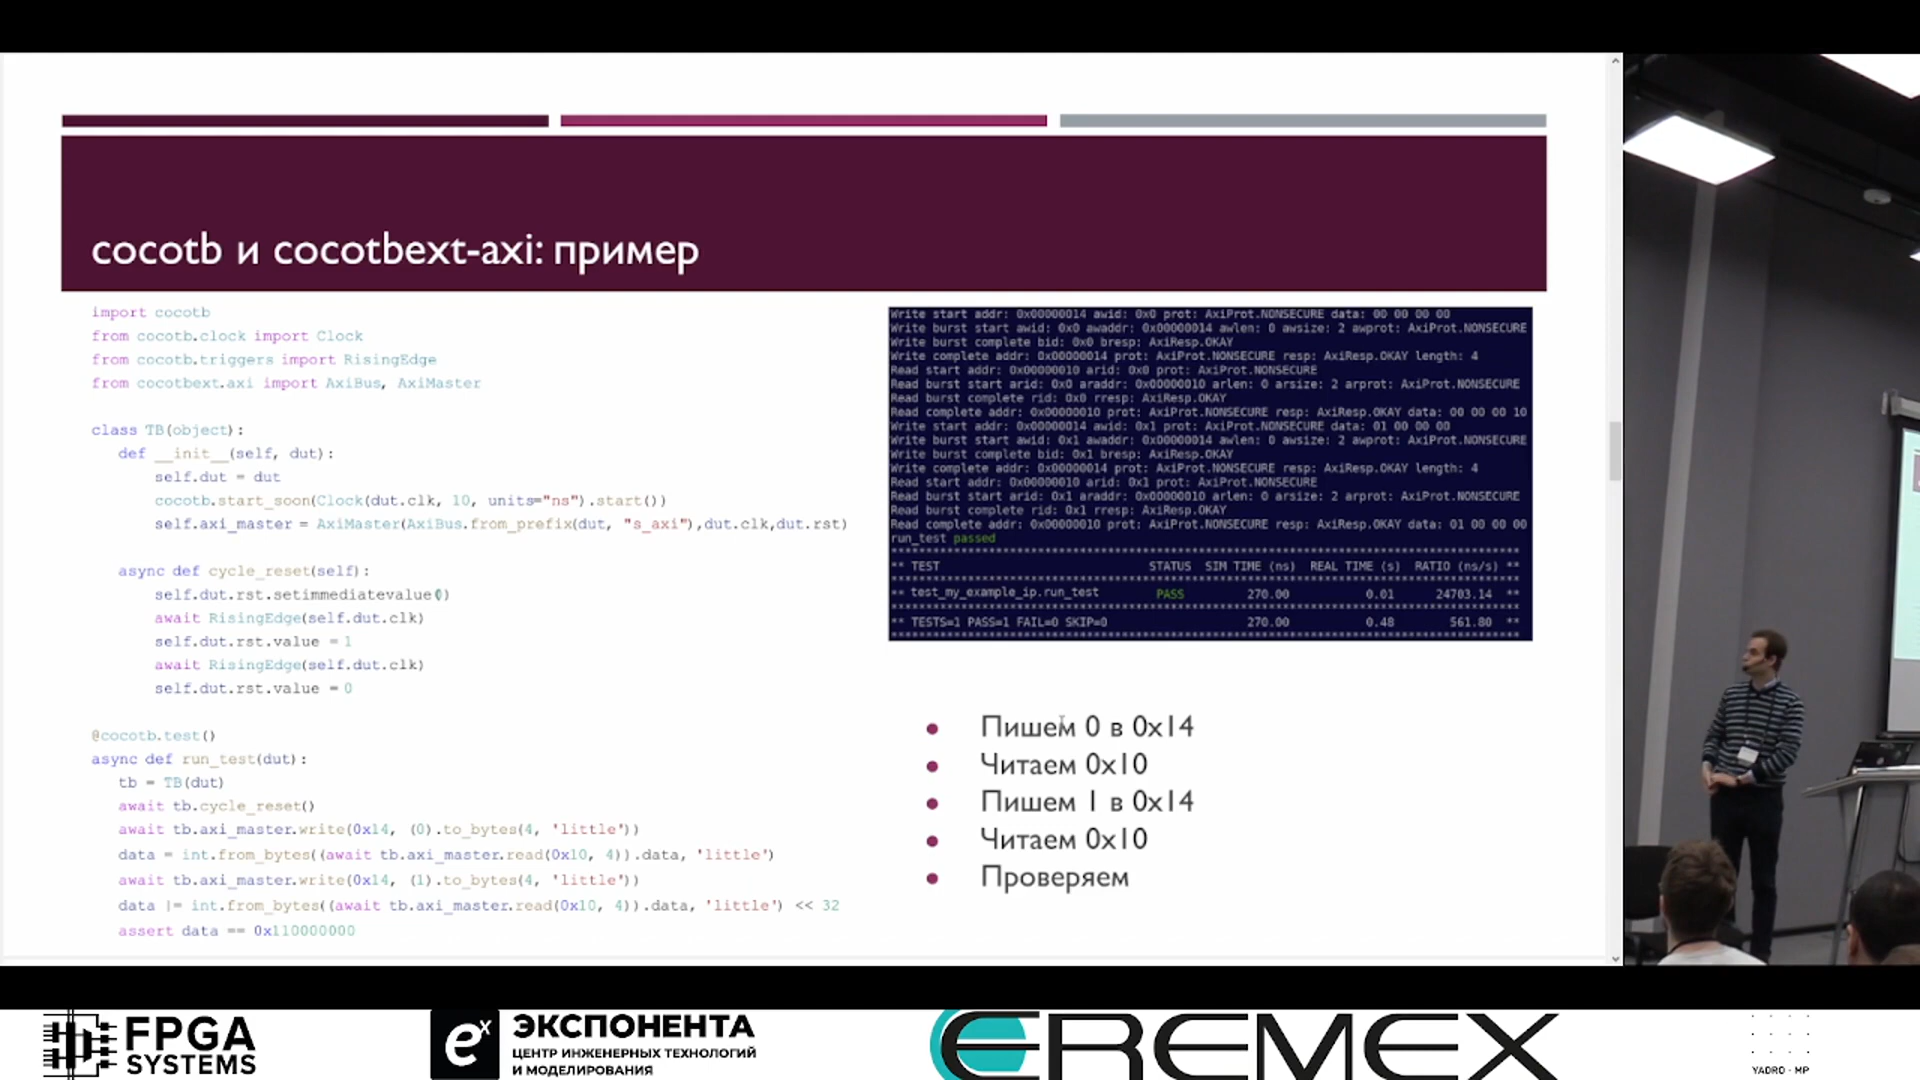 cocotb и cocotbext-axi: пример
import cocotb
from cocotb.clock import Clock
from cocotb.triggers import RisingEdge
from cocotbext.axi import AxiBus, AxiMaster
class TB(object):
def __init__(self, dut):
self.dut = dut
cocotb.start_soon(Clock(dut.clk, 10, units="ns").start())
self.axi_master = AxiMaster(AxiBus.from_prefix(dut, "s_axi"),dut.clk,dut.rst)
async def cycle_reset(self):
self.dut.rst.setimmediatevalue(0)
await RisingEdge(self.dut.clk)
self.dut.rst.value = 1
await RisingEdge(self.dut.clk)
self.dut.rst.value = 0
@cocotb.test()
async def run_test(dut):
tb = TB(dut)
await tb.cycle_reset()
await tb.axi_master.write(0x14, (0).to_bytes(4, 'little'))
data = int.from_bytes((await tb.axi_master.read(0x10, 4)).data, 'little')
await tb.axi_master.write(0x14, (1).to_bytes(4, 'little'))
data |= int.from_bytes((await tb.axi_master.read(0x10, 4)).data, 'little') << 32
assert data == 0x110000000
Write start addr: 0x00000014 awid: 0x0 prot: AxiProt.NONSECURE data: 00 00 00 00
Write burst start awid: 0x0 awaddr: 0x00000014 awlen: 0 awsize: 2 awprot: AxiProt.NONSECURE
Write burst complete bid: 0x0 bresp: AxiResp.OKAY
Write complete addr: 0x00000014 prot: AxiProt.NONSECURE resp: AxiResp.OKAY length: 4
Read start addr: 0x00000010 arid: 0x0 prot: AxiProt.NONSECURE
Read burst start arid: 0x0 araddr: 0x00000010 arlen: 0 arsize: 2 arprot: AxiProt.NONSECURE
Read burst complete rid: 0x0 rresp: AxiResp.OKAY
Read complete addr: 0x00000010 prot: AxiProt.NONSECURE resp: AxiResp.OKAY data: 00 00 00 10
Write start addr: 0x00000014 awid: 0x1 prot: AxiProt.NONSECURE data: 01 00 00 00
Write burst start awid: 0x1 awaddr: 0x00000014 awlen: 0 awsize: 2 awprot: AxiProt.NONSECURE
Write burst complete bid: 0x1 bresp: AxiResp.OKAY
Write complete addr: 0x00000014 prot: AxiProt.NONSECURE resp: AxiResp.OKAY length: 4
Read start addr: 0x00000010 arid: 0x1 prot: AxiProt.NONSECURE
Read burst start arid: 0x1 araddr: 0x00000010 arlen: 0 arsize: 2 arprot: AxiProt.NONSECURE
Read burst complete rid: 0x1 rresp: AxiResp.OKAY
Read complete addr: 0x00000010 prot: AxiProt.NONSECURE resp: AxiResp.OKAY data: 01 00 00 00
run_test passed
** TEST STATUS SIM TIME (ns) REAL TIME (s) RATIO (ns/s) **
** test_my_example_ip.run_test PASS 270.00 0.01 24703.14 **
** TESTS=1 PASS=1 FAIL=0 SKIP=0 270.00 0.48 561.80 **
Пишем 0 в 0x14
Читаем 0x10
Пишем 1 в 0x14
Читаем 0x10
Проверяем
FPGA
SYSTEMS
ex
ЭКСПОНЕНТА
ЦЕНТР ИНЖЕНЕРНЫХ ТЕХНОЛОГИЙ
И МОДЕЛИРОВАНИЯ
EREMEX
YADRO · MP